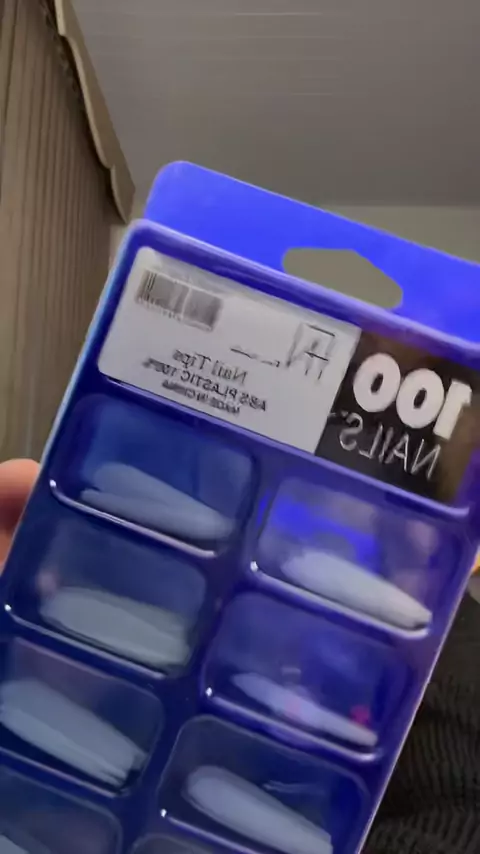 100
NAILS
Nail Tips
ABS PLASTIC 100%
MADE IN CHINA